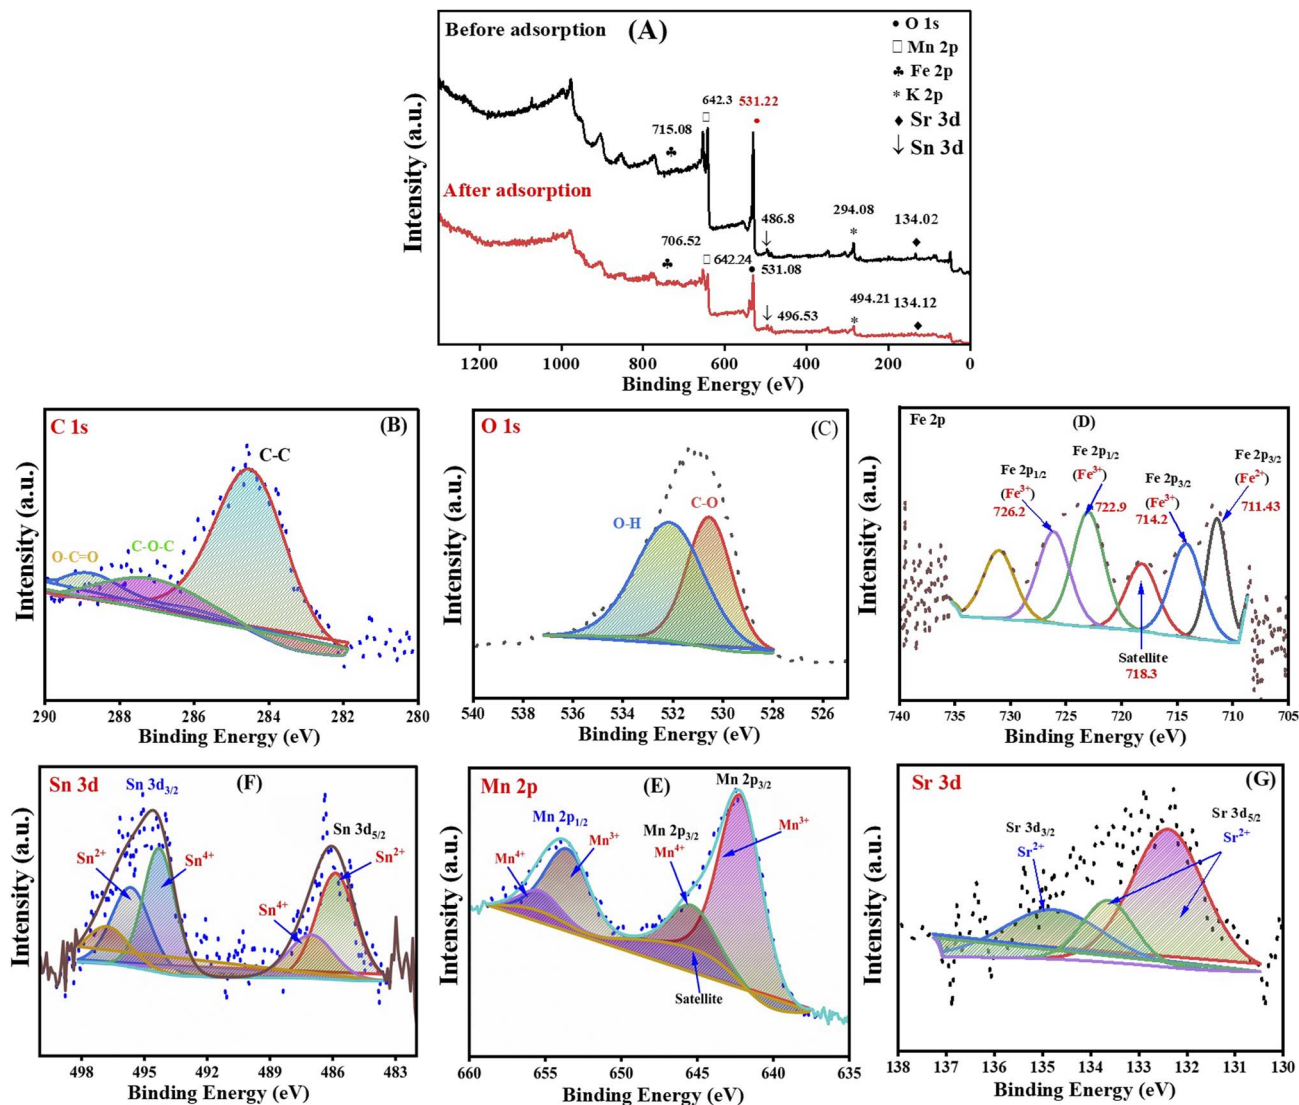 Before adsorption (A)
● O 1s
□ Mn 2p
♣ Fe 2p
* K 2p
♦ Sr 3d
↓ Sn 3d
715.08
642.3
531.22
486.8
294.08
134.02
After adsorption
706.52
642.24
531.08
496.53
494.21
134.12
Intensity (a.u.)
Intensity (a.u.)
1200 1000 800 600 400 200 0
Binding Energy (eV)
C 1s (B)
C-C
O-C=O
C-O-C
Intensity (a.u.)
290 288 286 284 282 280
Binding Energy (eV)
O 1s (C)
O-H
C-O
Intensity (a.u.)
540 538 536 534 532 530 528 526
Binding Energy (eV)
Fe 2p (D)
Fe 2p1/2
(Fe3+)
726.2
Fe 2p1/2
(Fe3+)
722.9
Fe 2p3/2
(Fe3+)
714.2
Fe 2p3/2
(Fe2+)
711.43
Satellite
718.3
Intensity (a.u.)
740 735 730 725 720 715 710 705
Binding Energy (eV)
Sn 3d (F)
Sn 3d3/2
Sn2+
Sn4+
Sn 3d5/2
Sn4+
Sn2+
Intensity (a.u.)
498 495 492 489 486 483
Binding Energy (eV)
Mn 2p (E)
Mn 2p1/2
Mn4+
Mn3+
Mn 2p3/2
Mn4+
Mn 2p3/2
Mn3+
Satellite
Intensity (a.u.)
660 655 650 645 640 635
Binding Energy (eV)
Sr 3d (G)
Sr 3d3/2
Sr2+
Sr 3d5/2
Sr2+
Intensity (a.u.)
138 137 136 135 134 133 132 131 130
Binding Energy (eV)